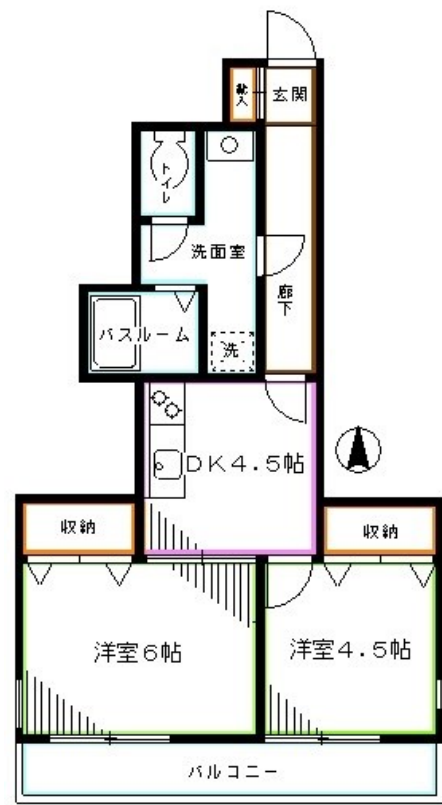 靴入
玄関
トイレ
洗面室
廊下
バスルーム
洗
DK4.5帖
収納
収納
洋室6帖
洋室4.5帖
バルコニー